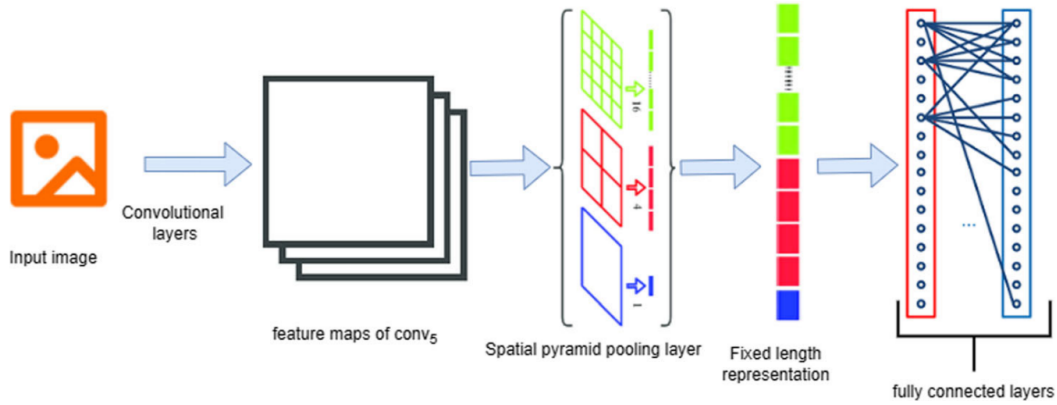 Input image
Convolutional
layers
feature maps of conv5
16
4
1
Spatial pyramid pooling layer
Fixed length
representation
...
fully connected layers